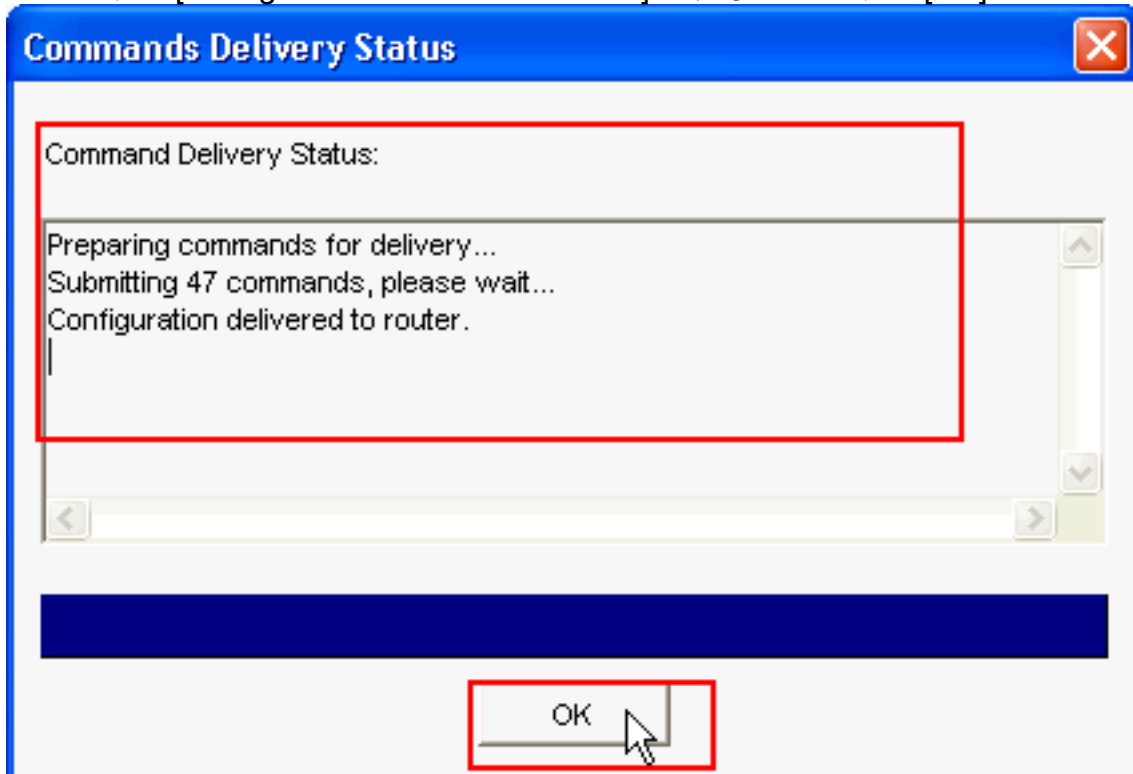 Commands Delivery Status
Command Delivery Status:
Preparing commands for delivery...
Submitting 47 commands, please wait...
Configuration delivered to router.
OK